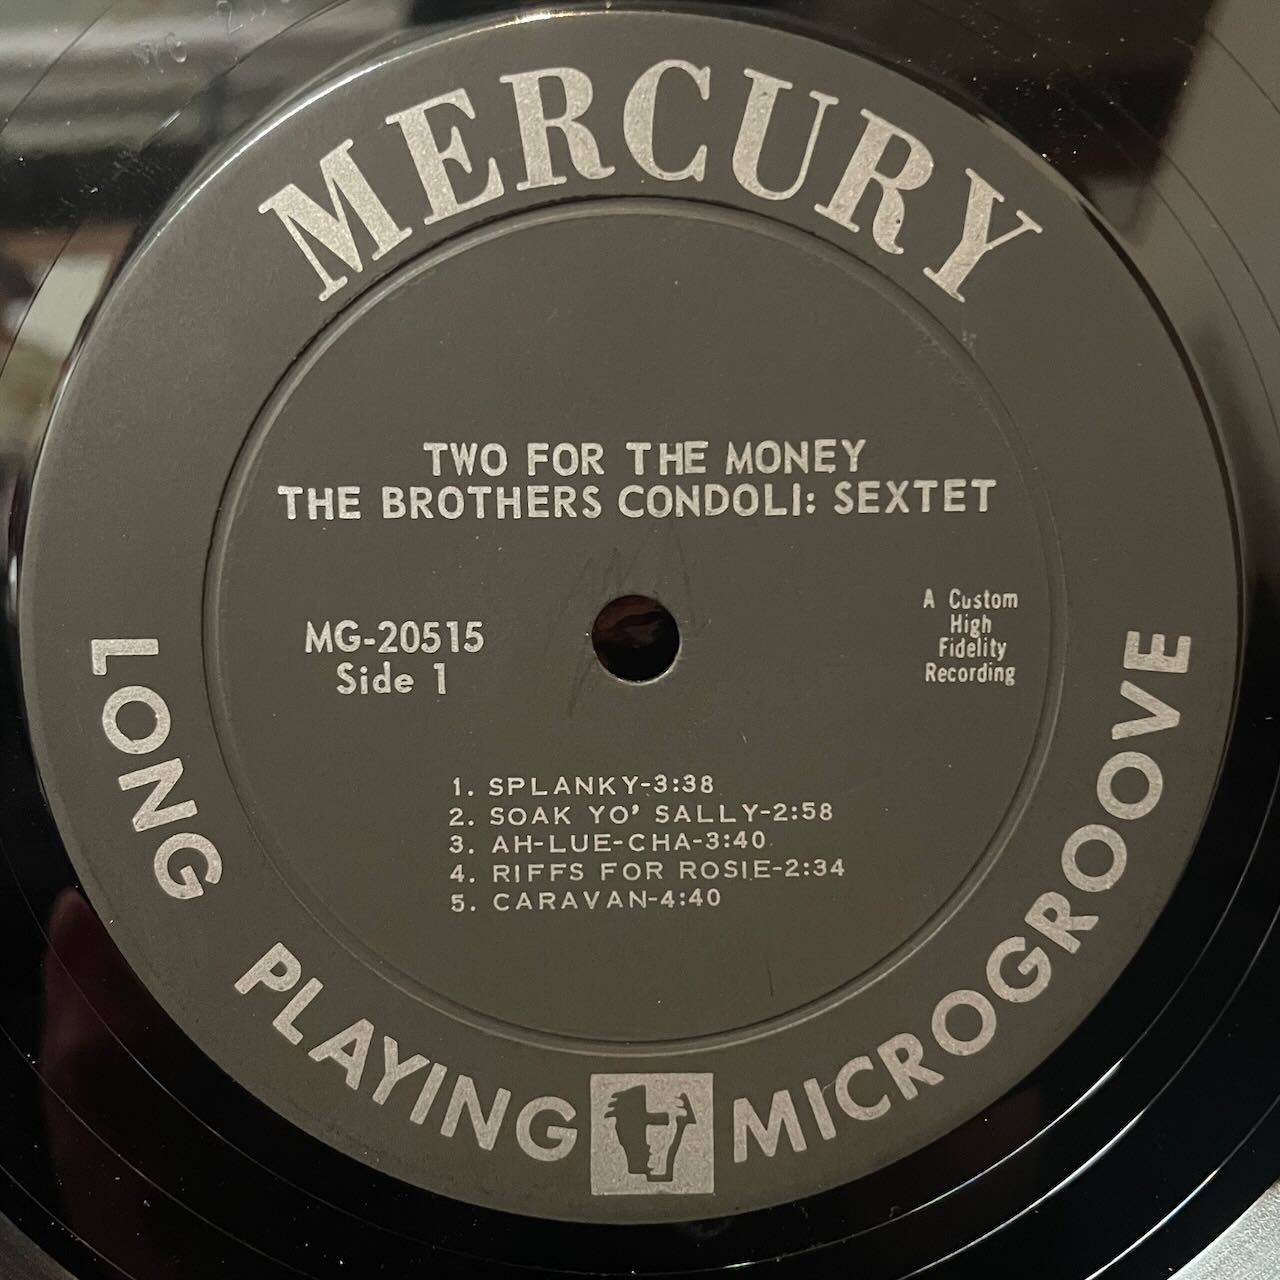 MERCURY
TWO FOR THE MONEY
THE BROTHERS CONDOLI: SEXTET
MG-20515
Side 1
A Custom
High
Fidelity
Recording
1. SPLANKY-3:38
2. SOAK YO' SALLY-2:58
3. AH-LUE-CHA-3:40
4. RIFFS FOR ROSIE-2:34
5. CARAVAN-4:40
LONG PLAYING MICROGROOVE